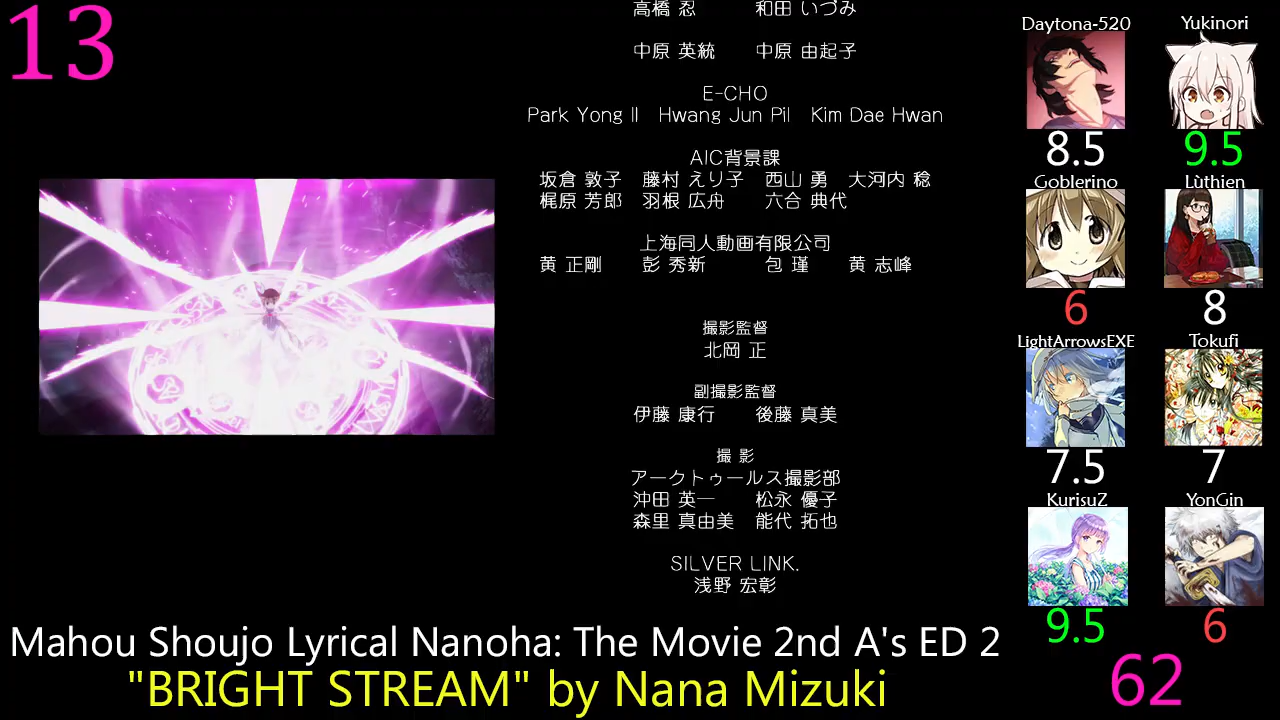 13
高橋 忍 和田 いづみ
中原 英統 中原 由起子
E-CHO
Park Yong Il Hwang Jun Pil Kim Dae Hwan
AIC背景課
坂倉 敦子 藤村 えり子 西山 勇 大河内 稔
梶原 芳郎 羽根 広舟 六合 典代
上海同人動画有限公司
黄 正剛 彭 秀新 包 瑾 黄 志峰
撮影監督
北岡 正
副撮影監督
伊藤 康行 後藤 真美
撮 影
アークトゥールス撮影部
沖田 英一 松永 優子
森里 真由美 能代 拓也
SILVER LINK.
浅野 宏彰
Daytona-520 Yukinori
8.5 9.5
Goblerino Lùthien
6 8
LightArrowsEXE Tokufi
7.5 7
KurisuZ YonGin
9.5 6
Mahou Shoujo Lyrical Nanoha: The Movie 2nd A's ED 2
"BRIGHT STREAM" by Nana Mizuki
62